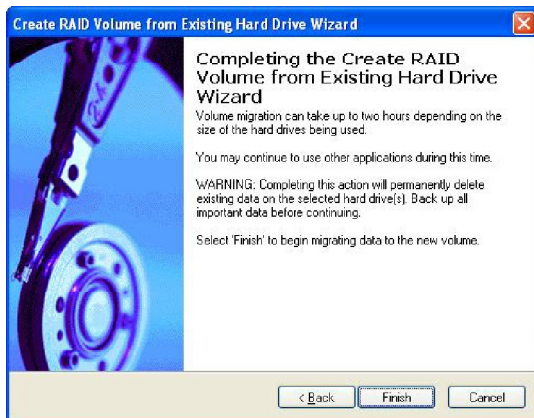 Create RAID Volume from Existing Hard Drive Wizard
Completing the Create RAID
Volume from Existing Hard Drive
Wizard
Volume migration can take up to two hours depending on the
size of the hard drives being used.
You may continue to use other applications during this time.
WARNING: Completing this action will permanently delete
existing data on the selected hard drive(s). Back up all
important data before continuing.
Select 'Finish' to begin migrating data to the new volume.
< Back
Finish
Cancel